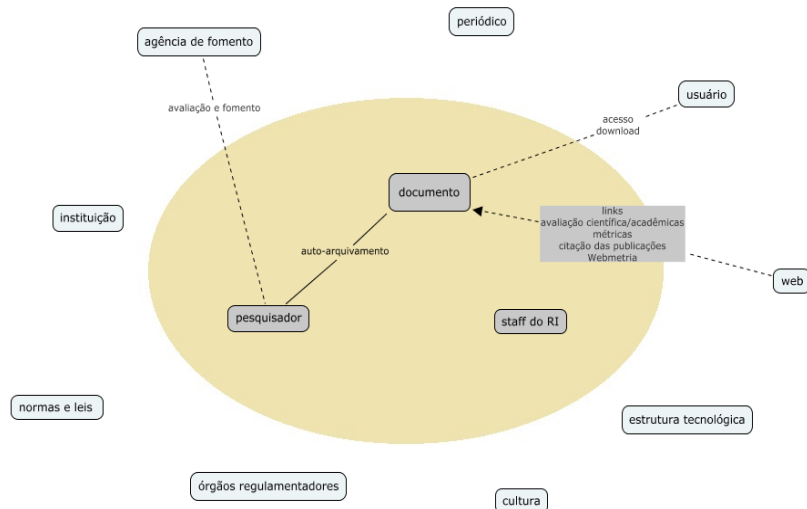 periódico
agência de fomento
usuário
avaliação e fomento
acesso
download
documento
links
avaliação científica/acadêmicas
métricas
citação das publicações
Webmetria
instituição
auto-arquivamento
web
pesquisador
staff do RI
normas e leis
estrutura tecnológica
órgãos regulamentadores
cultura